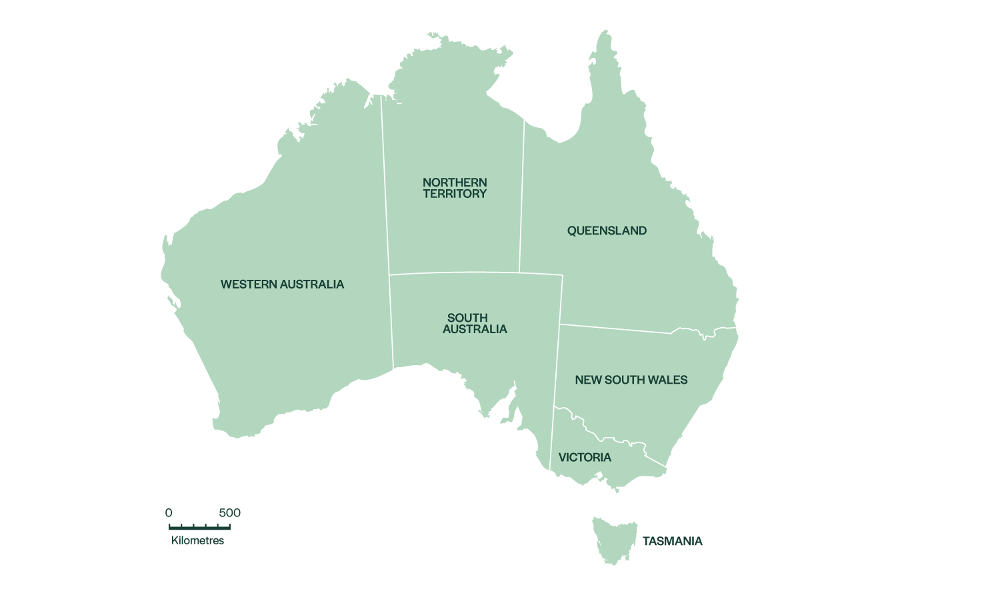 NORTHERN
TERRITORY
QUEENSLAND
WESTERN AUSTRALIA
SOUTH
AUSTRALIA
NEW SOUTH WALES
VICTORIA
0 500
Kilometres
TASMANIA